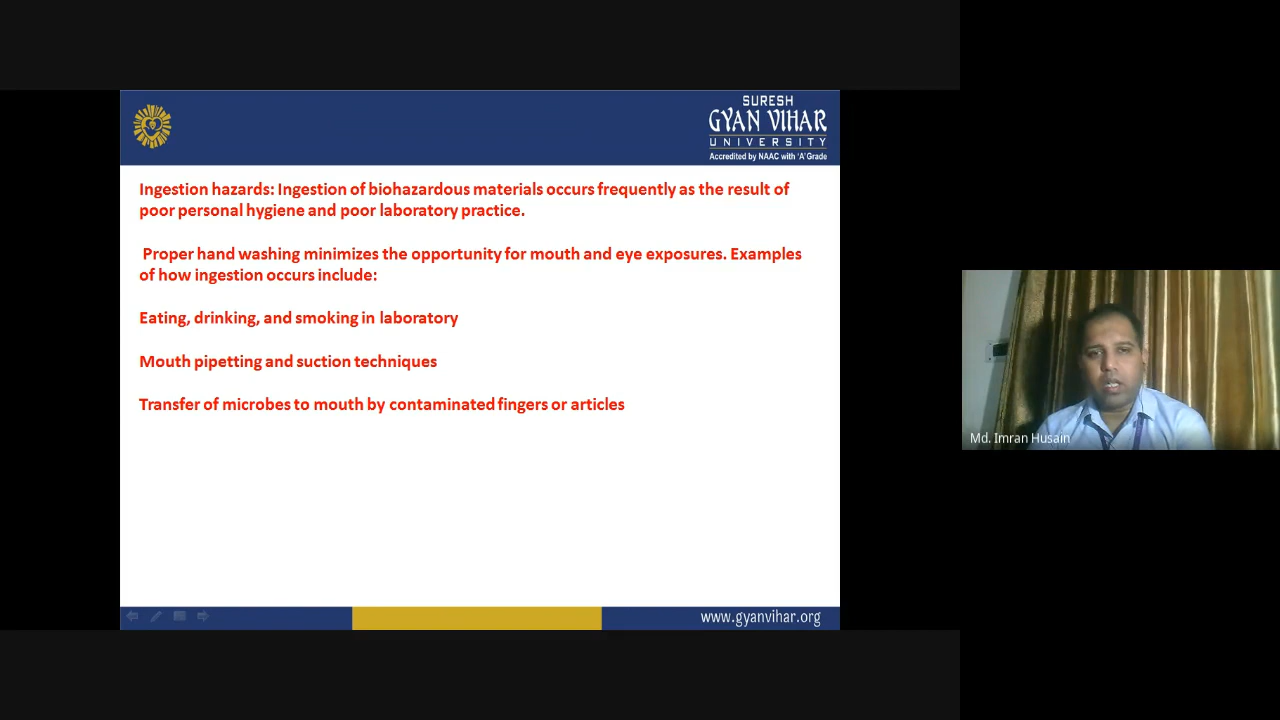 SURESH
GYAN VIHAR
UNIVERSITY
Accredited by NAAC with 'A' Grade
Ingestion hazards: Ingestion of biohazardous materials occurs frequently as the result of
poor personal hygiene and poor laboratory practice.
Proper hand washing minimizes the opportunity for mouth and eye exposures. Examples
of how ingestion occurs include:
Eating, drinking, and smoking in laboratory
Mouth pipetting and suction techniques
Transfer of microbes to mouth by contaminated fingers or articles
Md. Imran Husain
www.gyanvihar.org